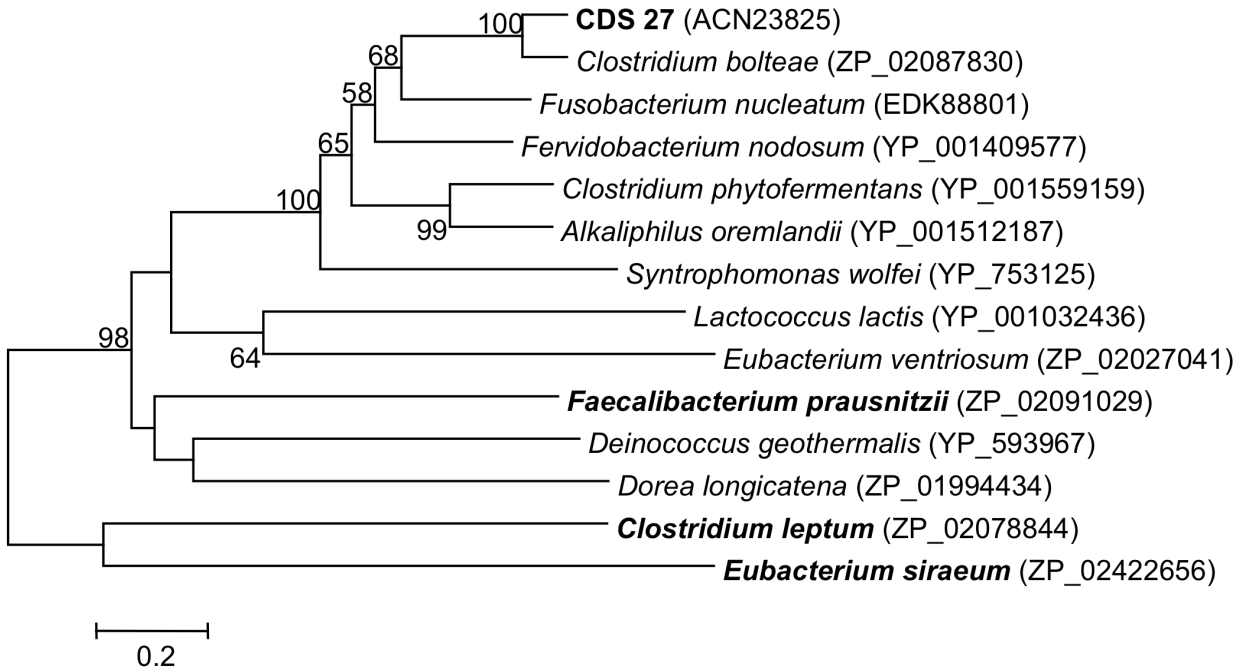 100 CDS 27 (ACN23825)
68 Clostridium bolteae (ZP_02087830)
58 Fusobacterium nucleatum (EDK88801)
65 Fervidobacterium nodosum (YP_001409577)
100 Clostridium phytofermentans (YP_001559159)
99 Alkaliphilus oremlandii (YP_001512187)
Syntrophomonas wolfei (YP_753125)
98 Lactococcus lactis (YP_001032436)
64 Eubacterium ventriosum (ZP_02027041)
Faecalibacterium prausnitzii (ZP_02091029)
Deinococcus geothermalis (YP_593967)
Dorea longicatena (ZP_01994434)
Clostridium leptum (ZP_02078844)
Eubacterium siraeum (ZP_02422656)
0.2